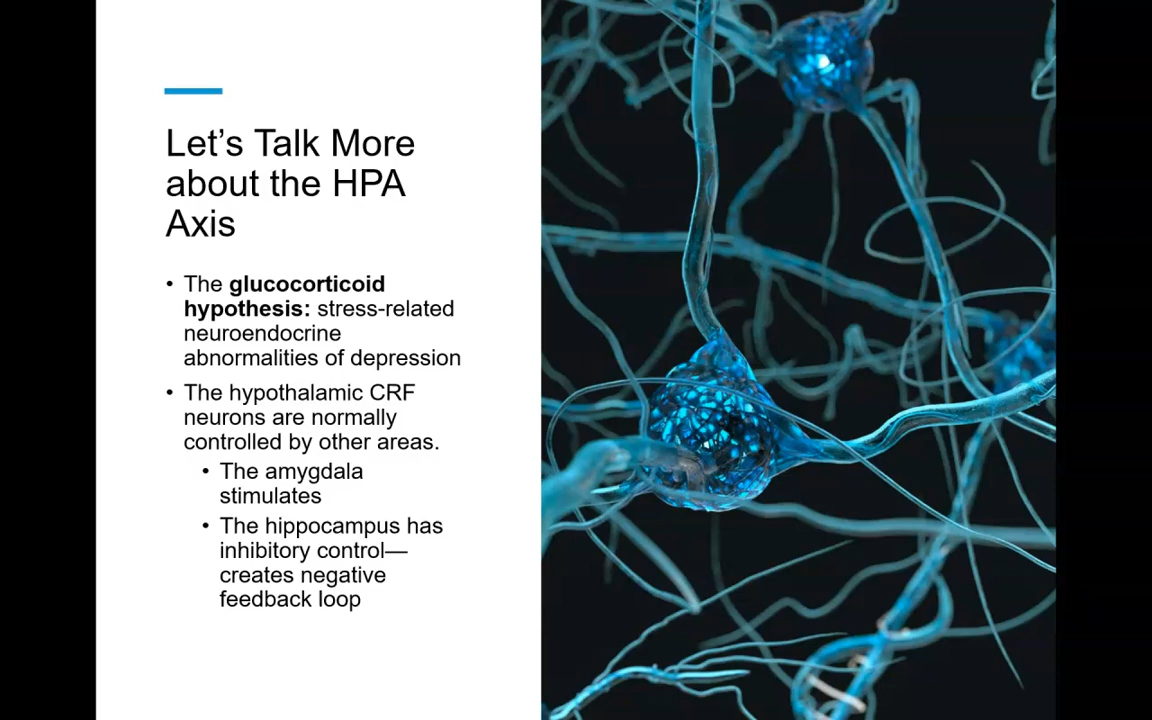 Let’s Talk More
about the HPA
Axis
• The glucocorticoid
hypothesis: stress-related
neuroendocrine
abnormalities of depression
• The hypothalamic CRF
neurons are normally
controlled by other areas.
• The amygdala
stimulates
• The hippocampus has
inhibitory control—
creates negative
feedback loop